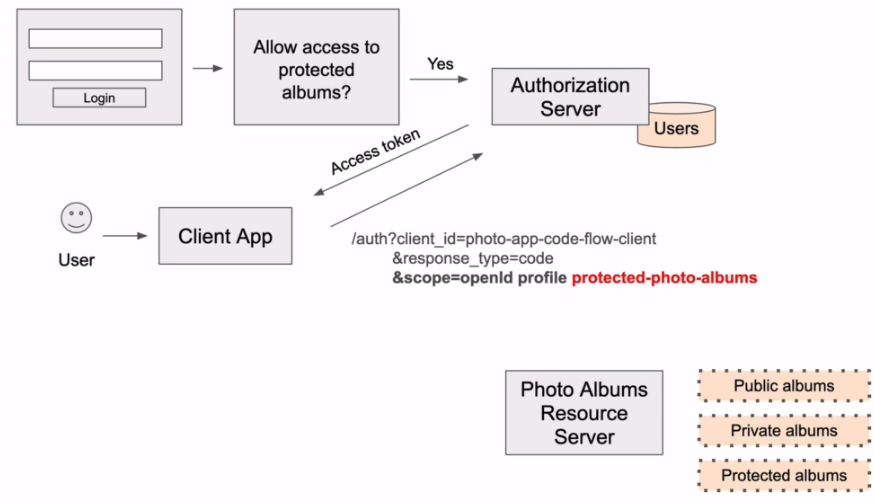 Login
Allow access to
protected
albums?
Yes
Authorization
Server
Users
Access token
User
Client App
/auth?client_id=photo-app-code-flow-client
&response_type=code
&scope=openId profile protected-photo-albums
Photo Albums
Resource
Server
Public albums
Private albums
Protected albums